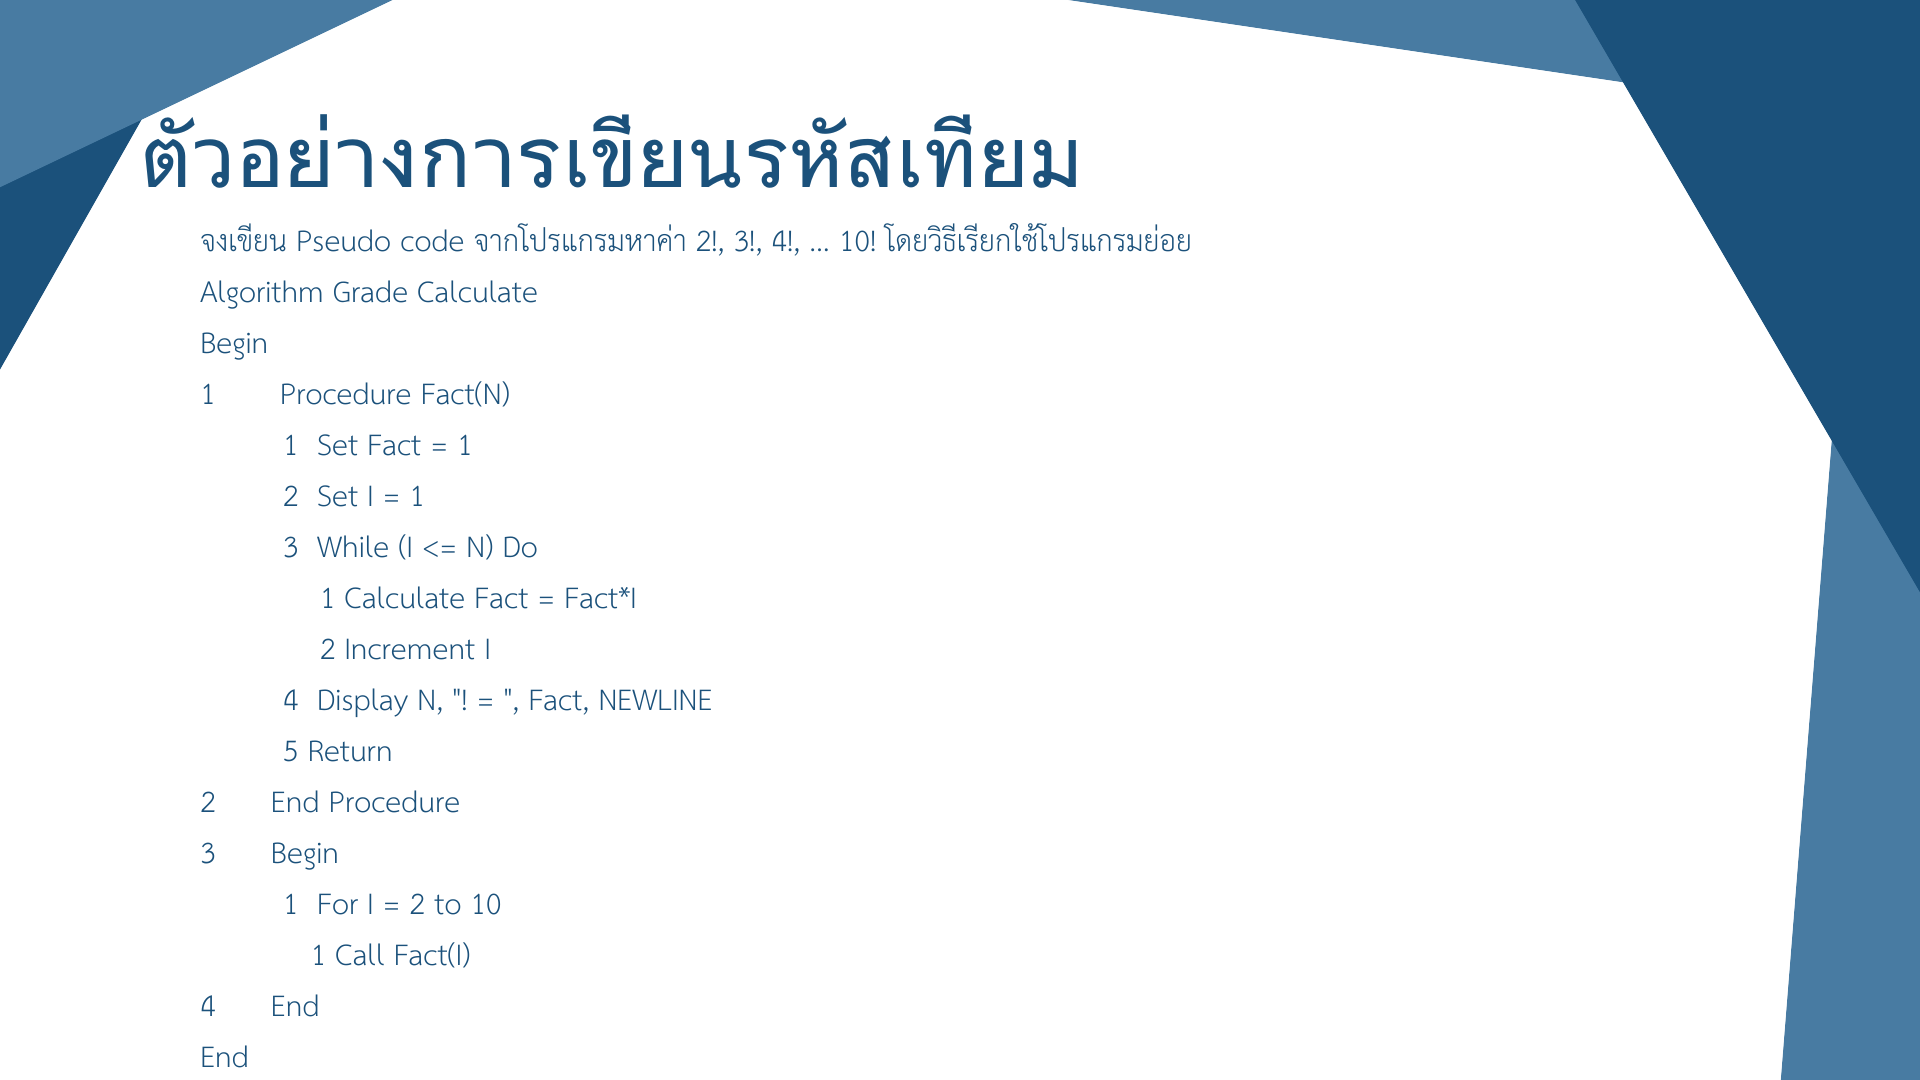 ตัวอย่างการเขียนรหัสเทียม
จงเขียน Pseudo code จากโปรแกรมหาค่า 2!, 3!, 4!, ... 10! โดยวิธีเรียกใช้โปรแกรมย่อย
Algorithm Grade Calculate
Begin
1 Procedure Fact(N)
1 Set Fact = 1
2 Set I = 1
3 While (I <= N) Do
1 Calculate Fact = Fact*I
2 Increment I
4 Display N, "! = ", Fact, NEWLINE
5 Return
2 End Procedure
3 Begin
1 For I = 2 to 10
1 Call Fact(I)
4 End
End